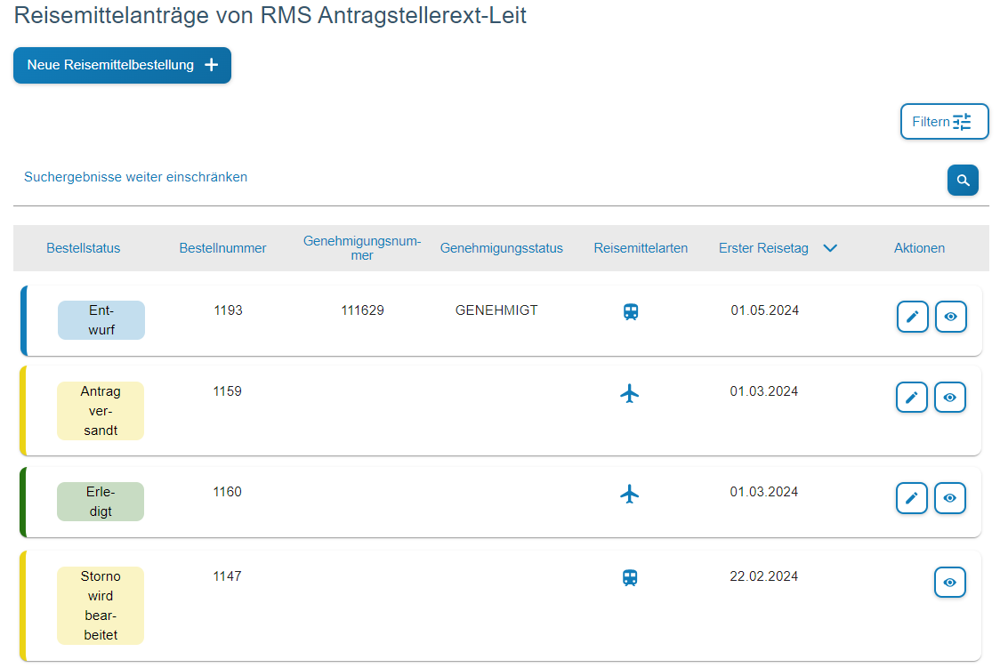 Reisemittelanträge von RMS Antragstellerext-Leit
Neue Reisemittelbestellung
Filtern
Suchergebnisse weiter einschränken
Bestellstatus Bestellnummer Genehmigungsnum-
mer Genehmigungsstatus Reisemittelarten Erster Reisetag Aktionen
Ent-
wurf 1193 111629 GENEHMIGT 01.05.2024
Antrag
ver-
sandt 1159 01.03.2024
Erle-
digt 1160 01.03.2024
Storno
wird
bear-
beitet 1147 22.02.2024